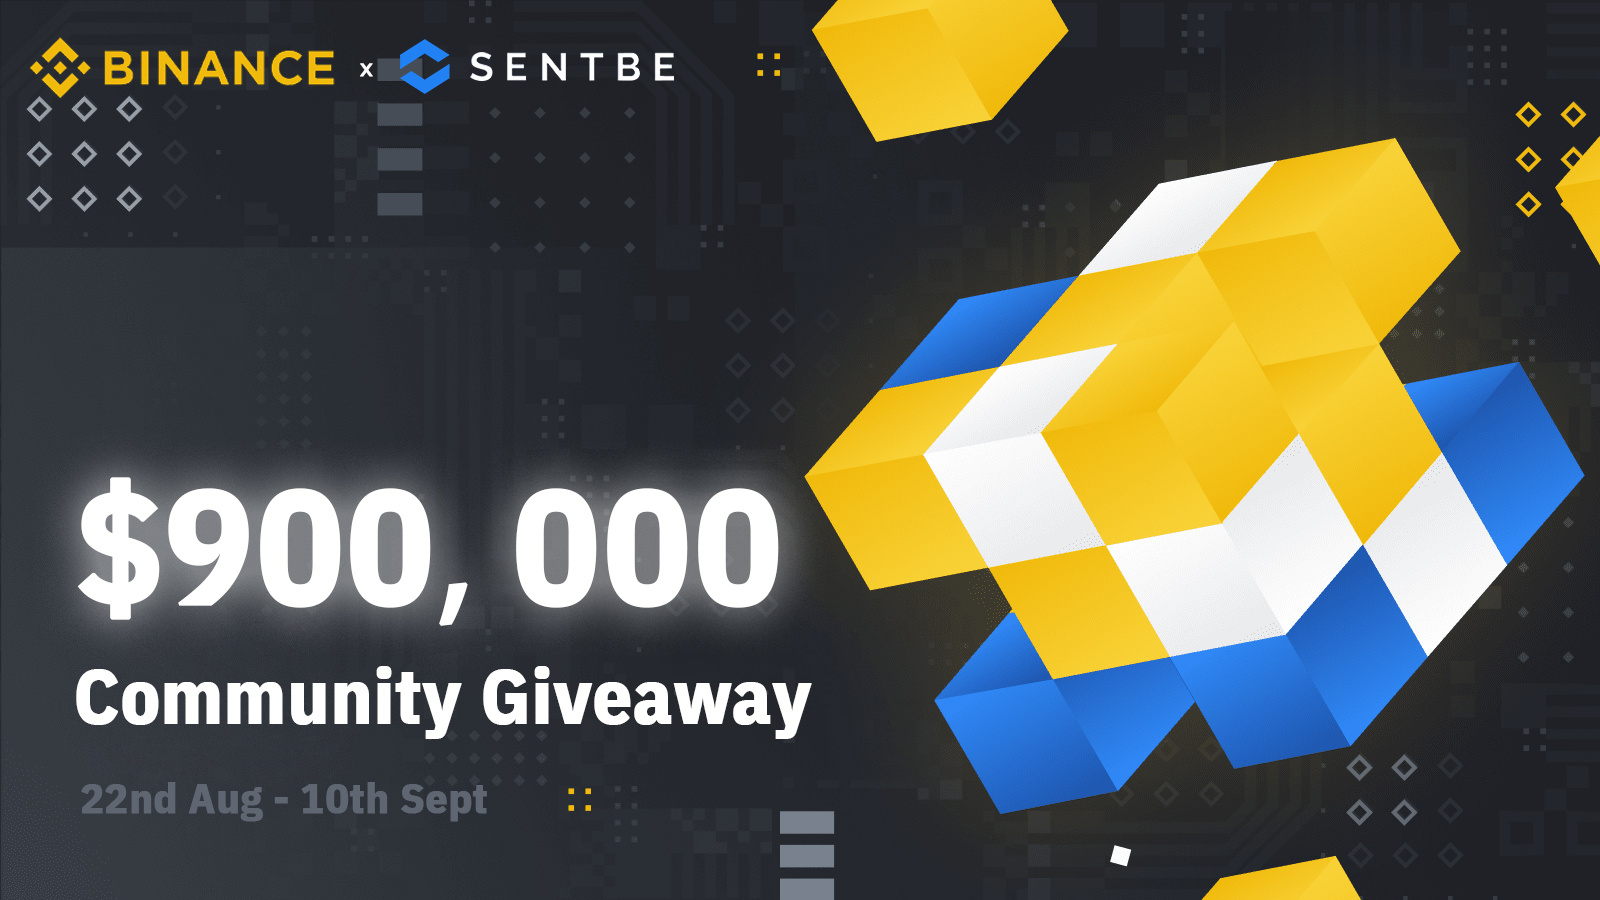 BINANCE x SENTBE
$900, 000
Community Giveaway
22nd Aug - 10th Sept